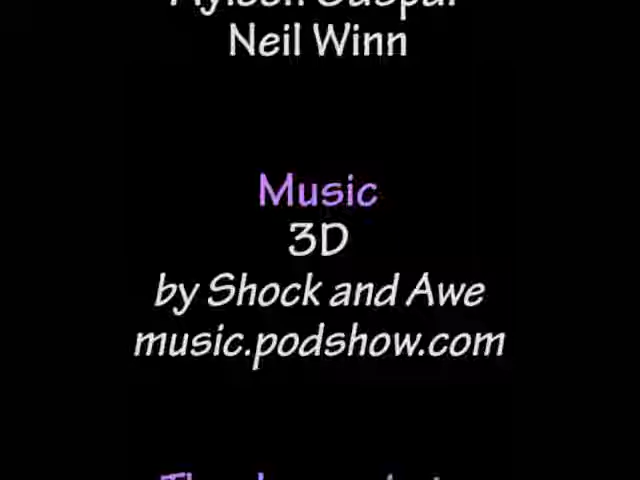 Neil Winn
Music
3D
by Shock and Awe
music.podshow.com